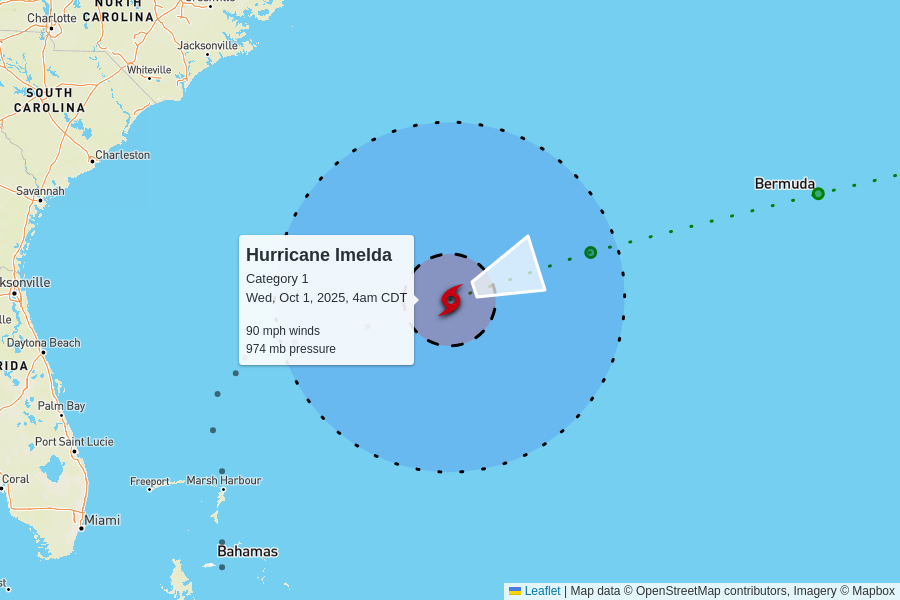 NORTH
CAROLINA
Charlotte
Jacksonville
Whiteville
SOUTH
CAROLINA
Charleston
Savannah
Bermuda
Hurricane Imelda
Category 1
Wed, Oct 1, 2025, 4am CDT
90 mph winds
974 mb pressure
ksonville
lle
Daytona Beach
RIDA
Palm Bay
Port Saint Lucie
Coral
Freeport
Marsh Harbour
Miami
Bahamas
st
Leaflet | Map data © OpenStreetMap contributors, Imagery © Mapbox